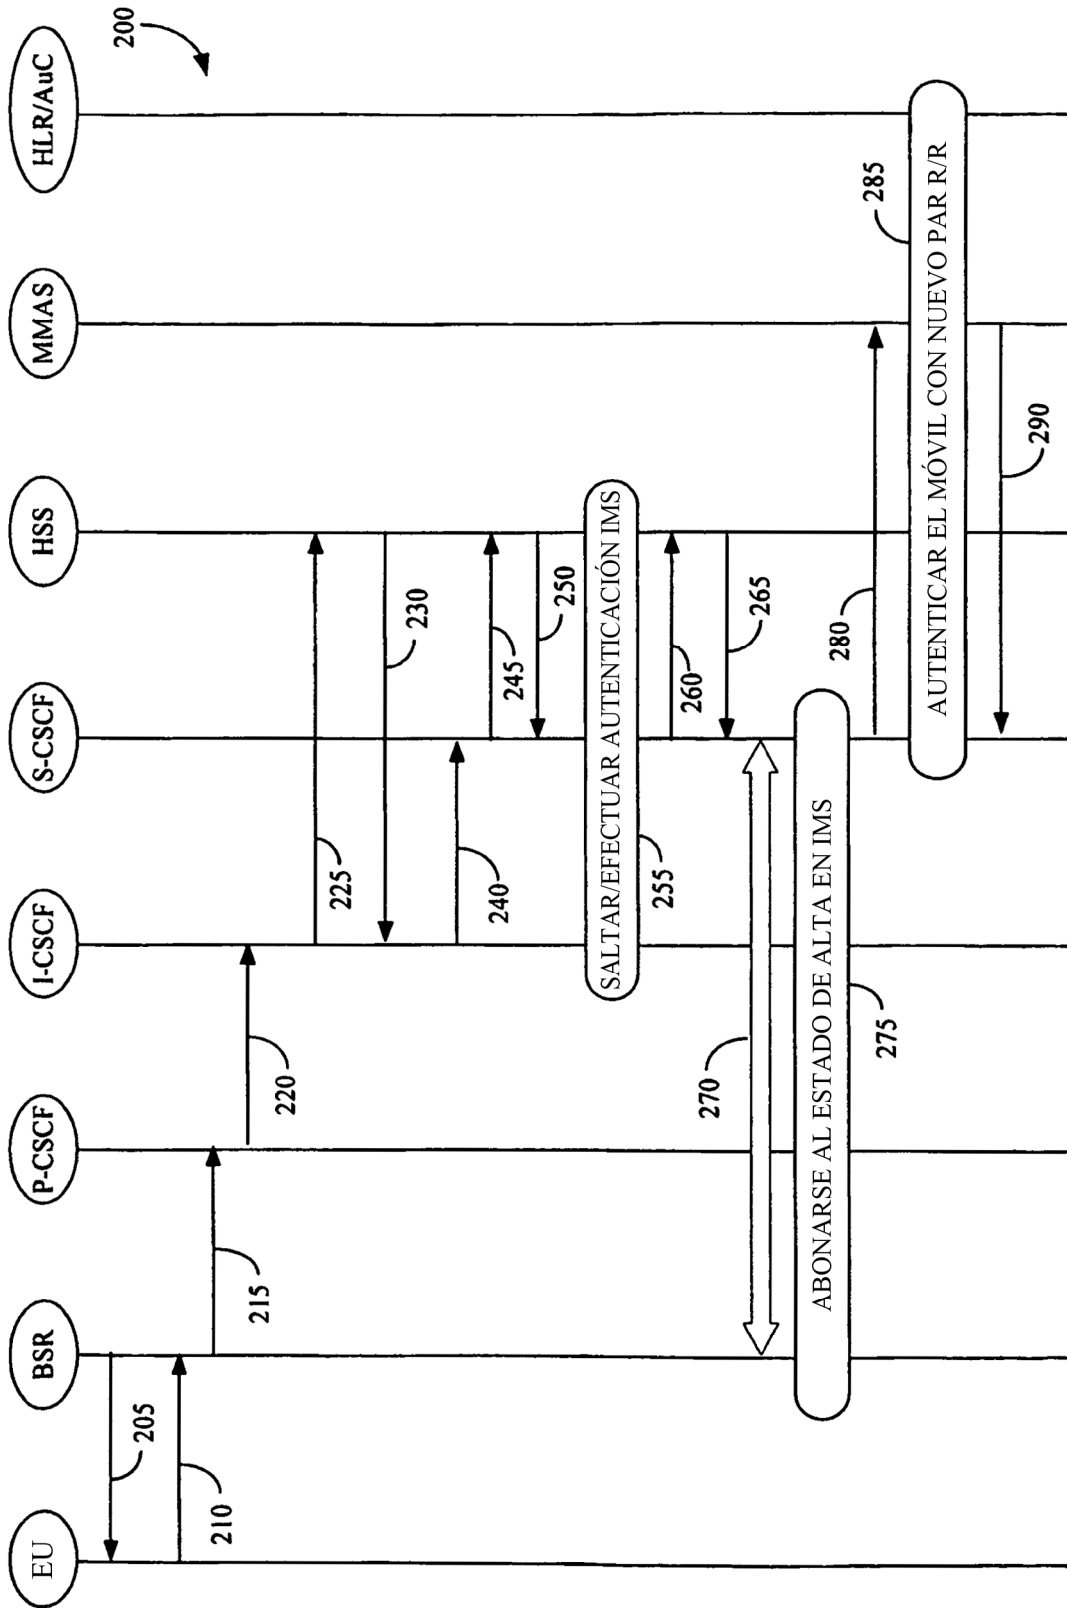 200
EU
BSR
P-CSCF
I-CSCF
S-CSCF
HSS
MMAS
HLR/AuC
205
210
215
220
225
230
240
245
250
SALTAR/EFECTUAR AUTENTICACIÓN IMS
255
260
265
270
ABONARSE AL ESTADO DE ALTA EN IMS
275
280
AUTENTICAR EL MÓVIL CON NUEVO PAR R/R
285
290